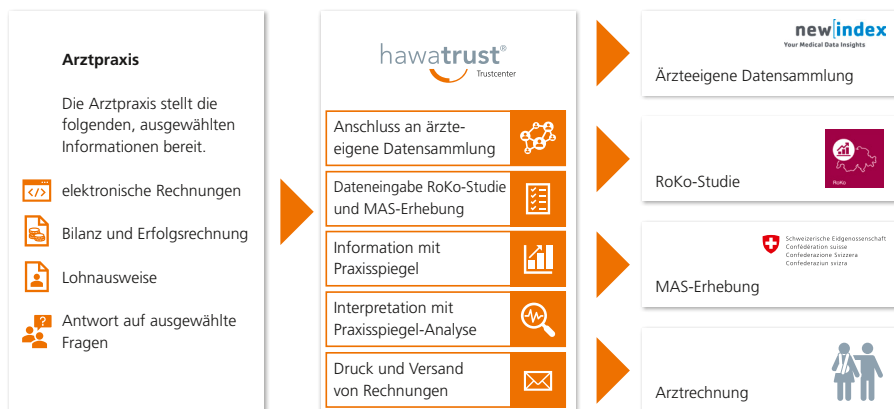 Arztpraxis
Die Arztpraxis stellt die
folgenden, ausgewählten
Informationen bereit.
</>
elektronische Rechnungen
Bilanz und Erfolgsrechnung
Lohnausweise
?
Antwort auf ausgewählte
Fragen
hawatrust®
Trustcenter
Anschluss an ärzte-
eigene Datensammlung
Dateneingabe RoKo-Studie
und MAS-Erhebung
Information mit
Praxisspiegel
Interpretation mit
Praxisspiegel-Analyse
Druck und Versand
von Rechnungen
new[index
Your Medical Data Insights
Ärzteeigene Datensammlung
RoKo
RoKo-Studie
Schweizerische Eidgenossenschaft
Confédération suisse
Confederazione Svizzera
Confederaziun svizra
MAS-Erhebung
Arztrechnung